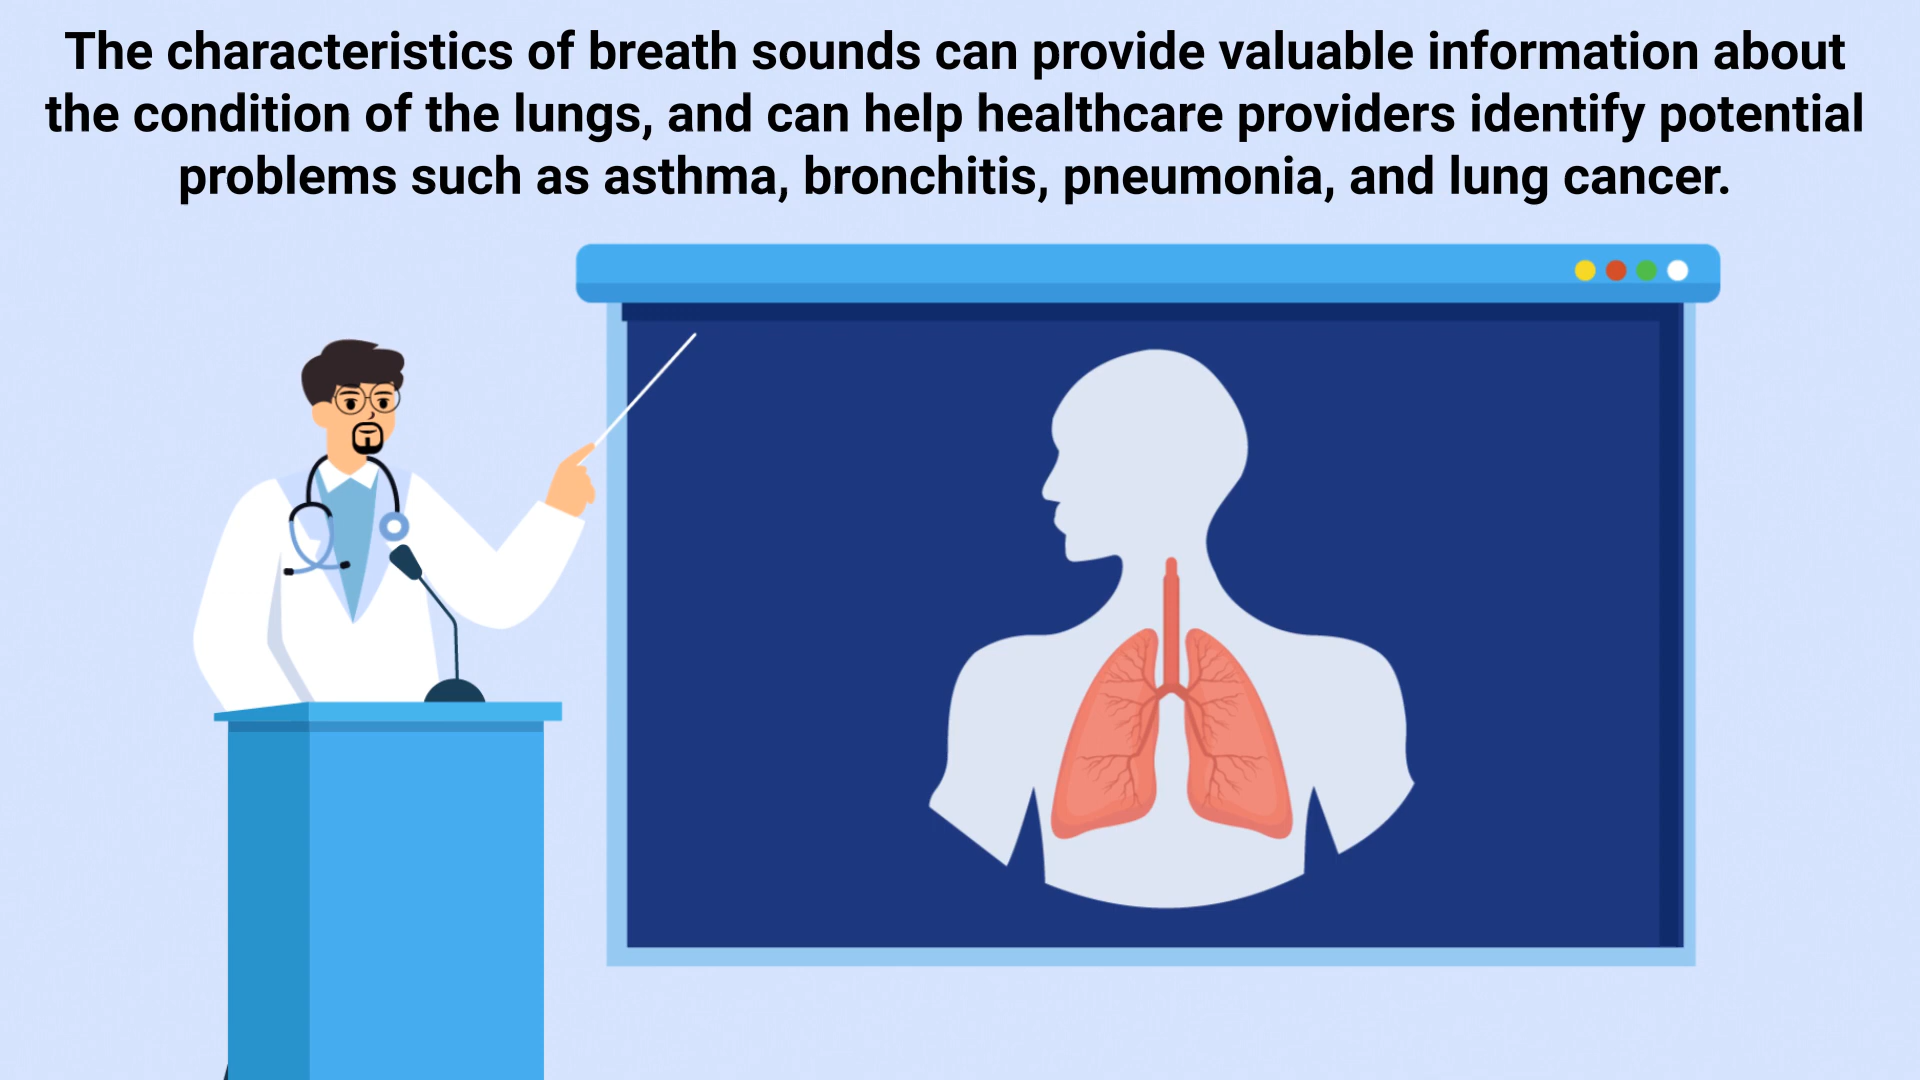 The characteristics of breath sounds can provide valuable information about
the condition of the lungs, and can help healthcare providers identify potential
problems such as asthma, bronchitis, pneumonia, and lung cancer.